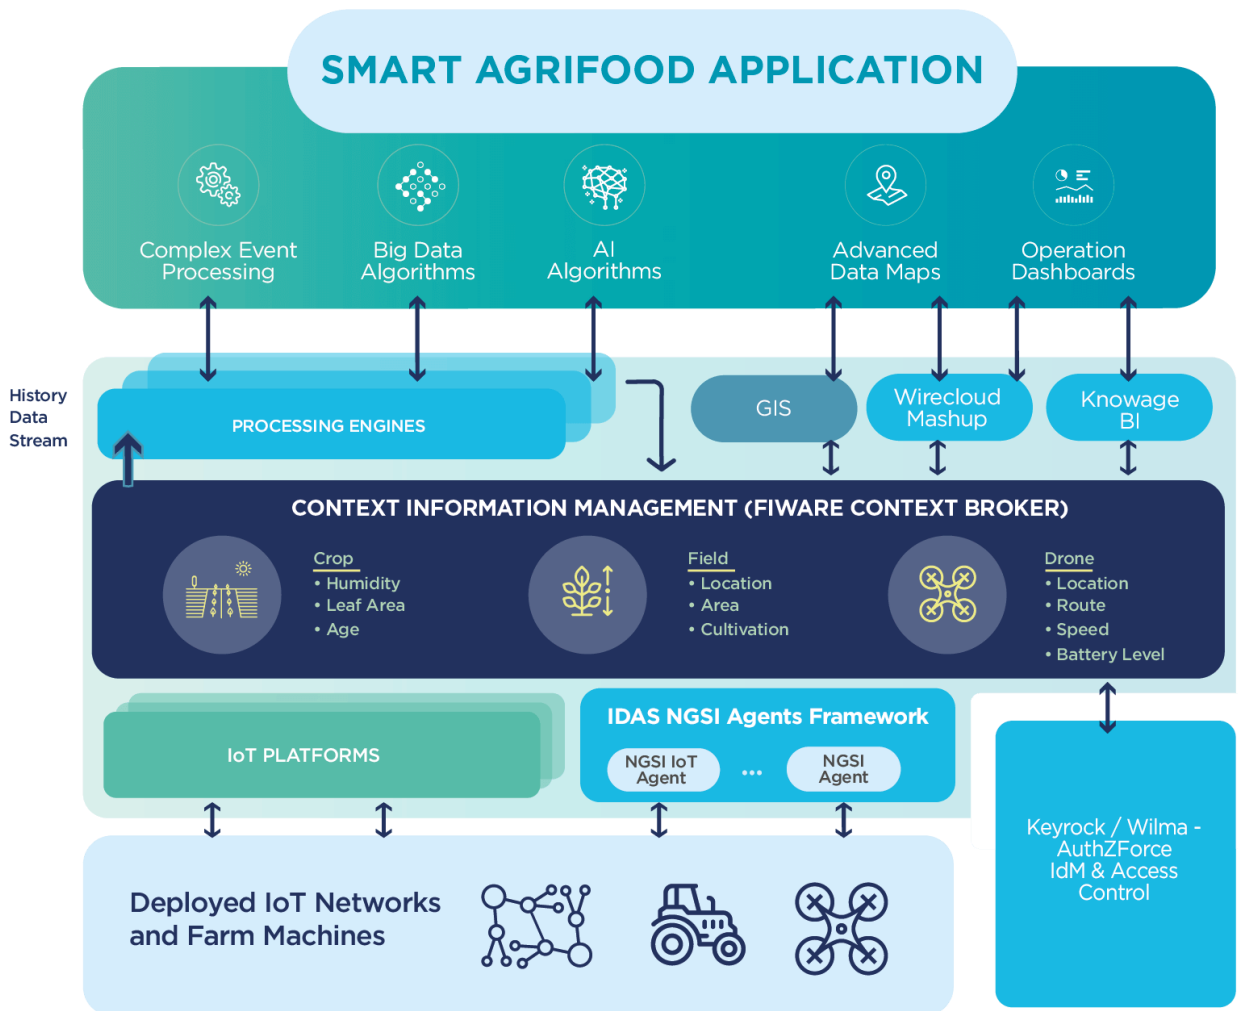 SMART AGRIFOOD APPLICATION
Complex Event
Processing
Big Data
Algorithms
AI
Algorithms
Advanced
Data Maps
Operation
Dashboards
History
Data
Stream
PROCESSING ENGINES
GIS
Wirecloud
Mashup
Knowage
BI
CONTEXT INFORMATION MANAGEMENT (FIWARE CONTEXT BROKER)
Crop
• Humidity
• Leaf Area
• Age
Field
• Location
• Area
• Cultivation
Drone
• Location
• Route
• Speed
• Battery Level
IoT PLATFORMS
IDAS NGSI Agents Framework
NGSI IoT
Agent
...
NGSI
Agent
Keyrock / Wilma -
AuthZForce
IdM & Access
Control
Deployed IoT Networks
and Farm Machines